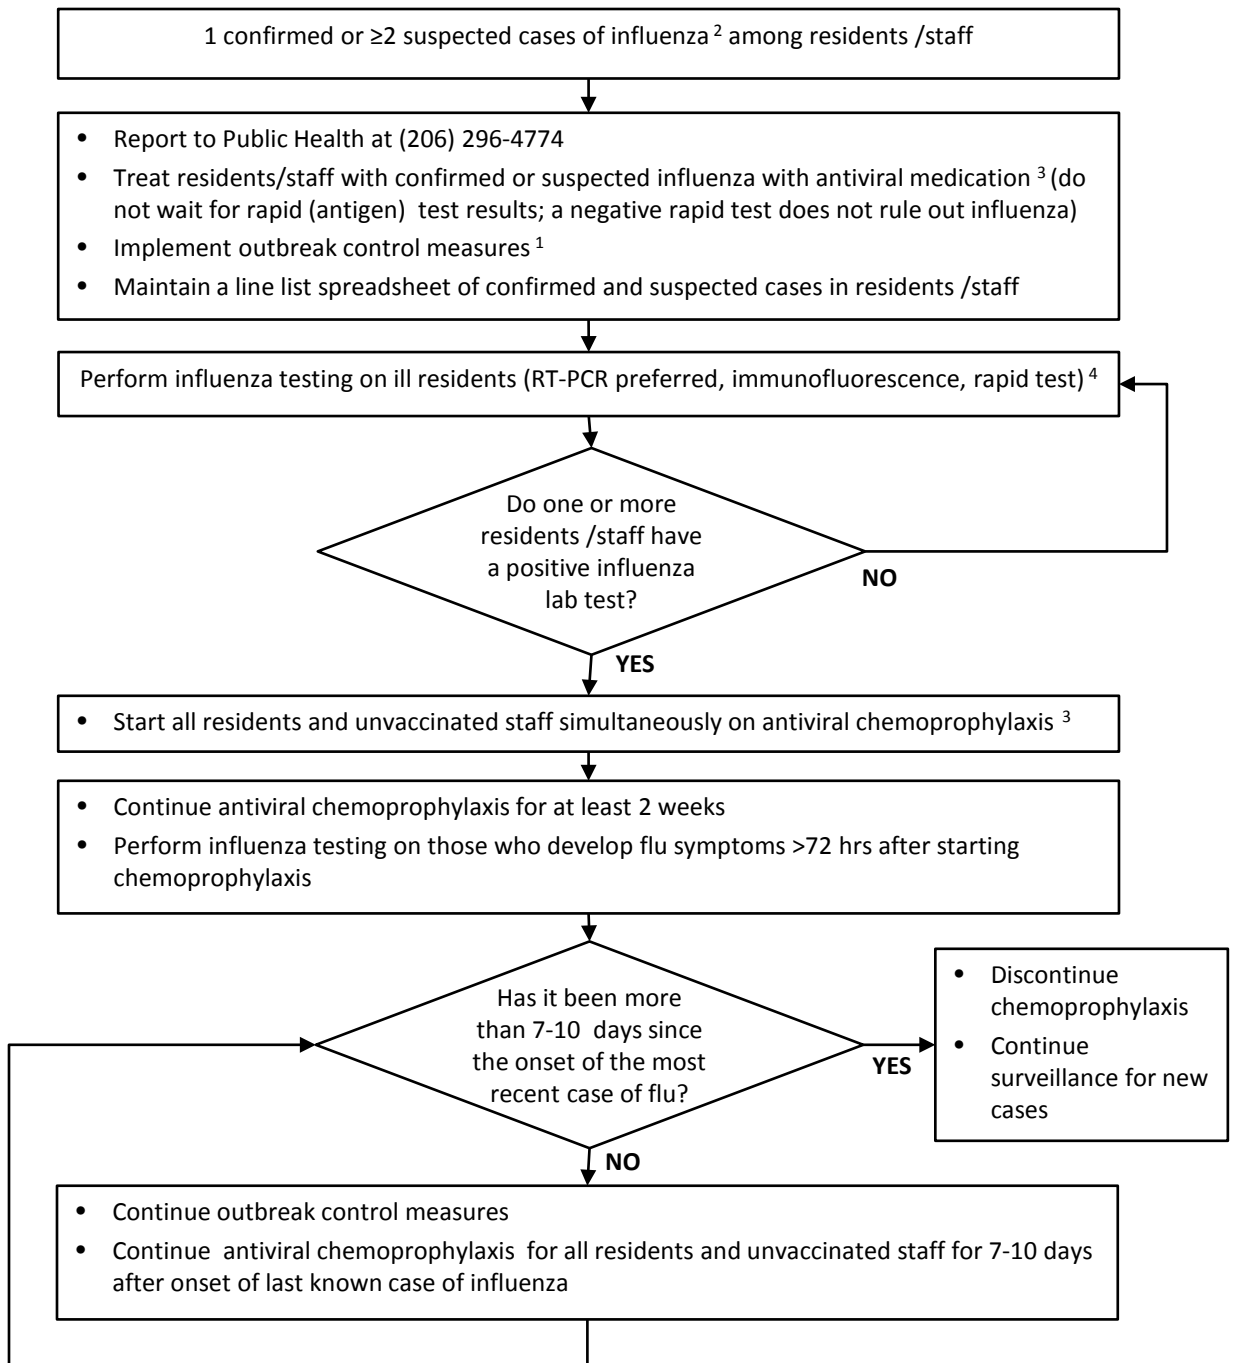 1 confirmed or ≥2 suspected cases of influenza ² among residents /staff
• Report to Public Health at (206) 296-4774
• Treat residents/staff with confirmed or suspected influenza with antiviral medication ³ (do
not wait for rapid (antigen)  test results; a negative rapid test does not rule out influenza)
• Implement outbreak control measures ¹
• Maintain a line list spreadsheet of confirmed and suspected cases in residents /staff
Perform influenza testing on ill residents (RT-PCR preferred, immunofluorescence, rapid test) ⁴
Do one or more
residents /staff have
a positive influenza
lab test?
NO
YES
• Start all residents and unvaccinated staff simultaneously on antiviral chemoprophylaxis ³
• Continue antiviral chemoprophylaxis for at least 2 weeks
• Perform influenza testing on those who develop flu symptoms >72 hrs after starting
chemoprophylaxis
Has it been more
than 7-10  days since
the onset of the most
recent case of flu?
YES
• Discontinue
chemoprophylaxis
• Continue
surveillance for new
cases
NO
• Continue outbreak control measures
• Continue  antiviral chemoprophylaxis  for all residents and unvaccinated staff for 7-10 days
after onset of last known case of influenza